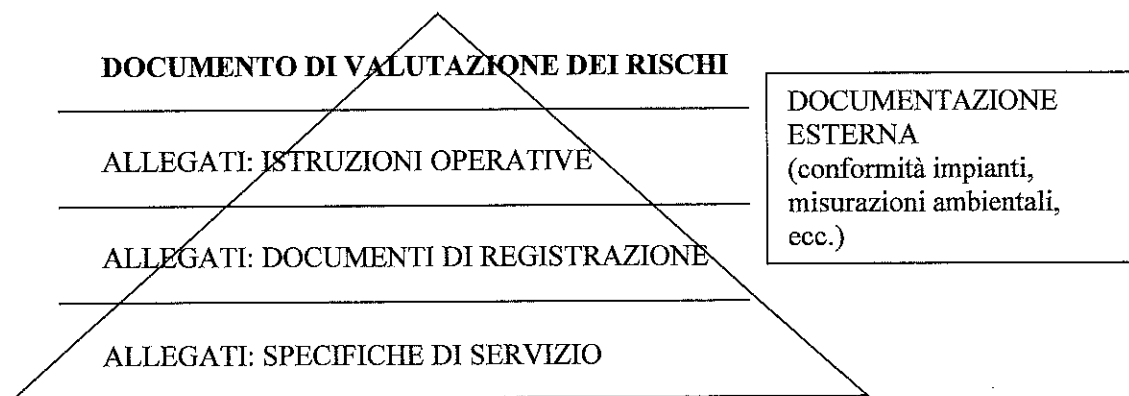 DOCUMENTO DI VALUTAZIONE DEI RISCHI
ALLEGATI: ISTRUZIONI OPERATIVE
ALLEGATI: DOCUMENTI DI REGISTRAZIONE
ALLEGATI: SPECIFICHE DI SERVIZIO
DOCUMENTAZIONE
ESTERNA
(conformità impianti,
misurazioni ambientali,
ecc.)